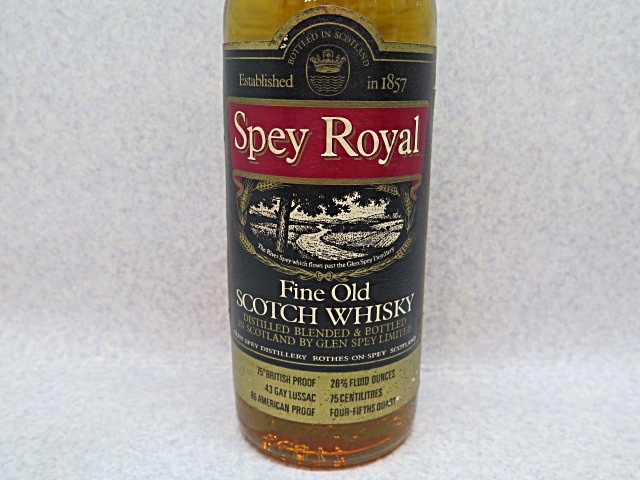 BOTTLED IN SCOTLAND
Established in 1857
Spey Royal
The River Spey which flows past the Glen Spey Distillery
Fine Old
SCOTCH WHISKY
DISTILLED BLENDED & BOTTLED
IN SCOTLAND BY GLEN SPEY LIMITED
GLEN SPEY DISTILLERY ROTHES-ON-SPEY SCOTLAND
75° BRITISH PROOF 26⅔ FLUID OUNCES
43 GAY LUSSAC 75 CENTILITRES
86 AMERICAN PROOF FOUR-FIFTHS QUART